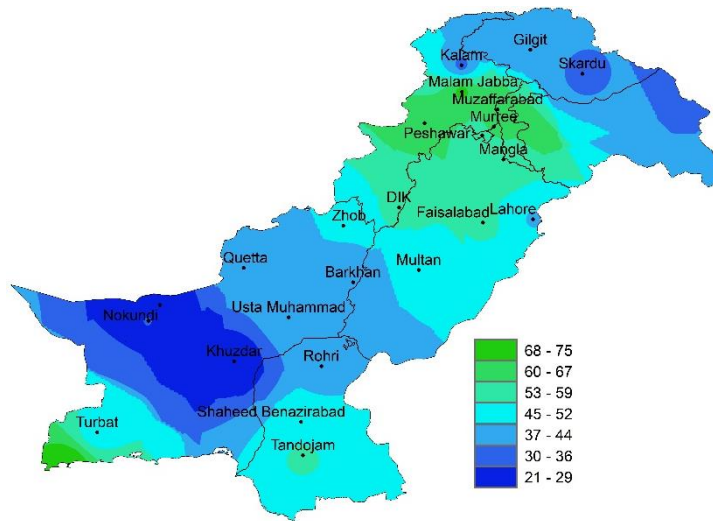 Kalam
Gilgit
Skardu
Malam Jabba
Muzaffarabad
Murree
Peshawar
Mangla
DIK
Zhob
Faisalabad
Lahore
Quetta
Multan
Barkhan
Nokundi
Usta Muhammad
Khuzdar
Rohri
Turbat
Shaheed Benazirabad
Tandojam
68 - 75
60 - 67
53 - 59
45 - 52
37 - 44
30 - 36
21 - 29